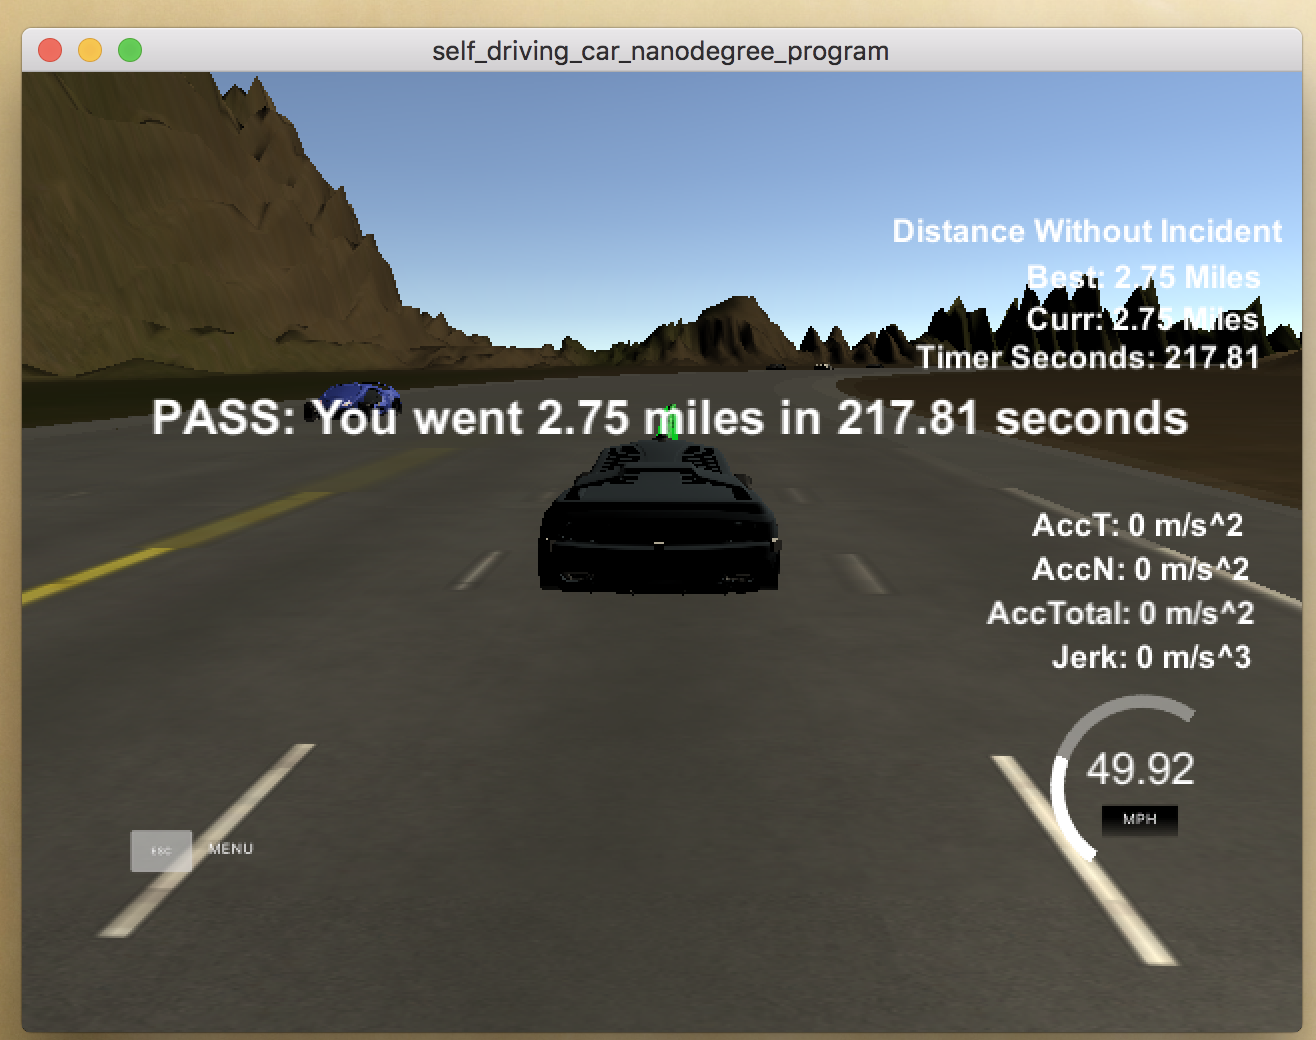 self_driving_car_nanodegree_program
Distance Without Incident
Best: 2.75 Miles
Curr: 2.75 Miles
Timer Seconds: 217.81
PASS: You went 2.75 miles in 217.81 seconds
AccT: 0 m/s^2
AccN: 0 m/s^2
AccTotal: 0 m/s^2
Jerk: 0 m/s^3
49.92
MPH
ESC MENU